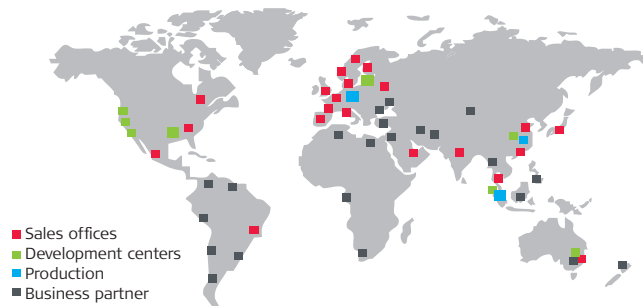 Sales offices
Development centers
Production
Business partner